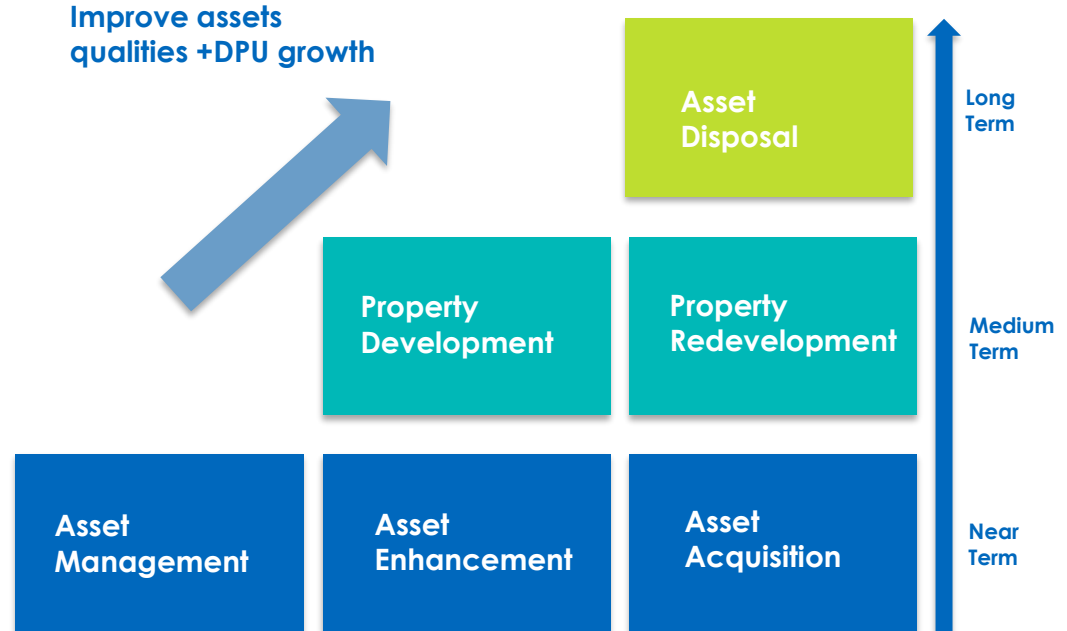 Improve assets
qualities +DPU growth
Asset
Disposal
Long
Term
Property
Development
Property
Redevelopment
Medium
Term
Asset
Management
Asset
Enhancement
Asset
Acquisition
Near
Term